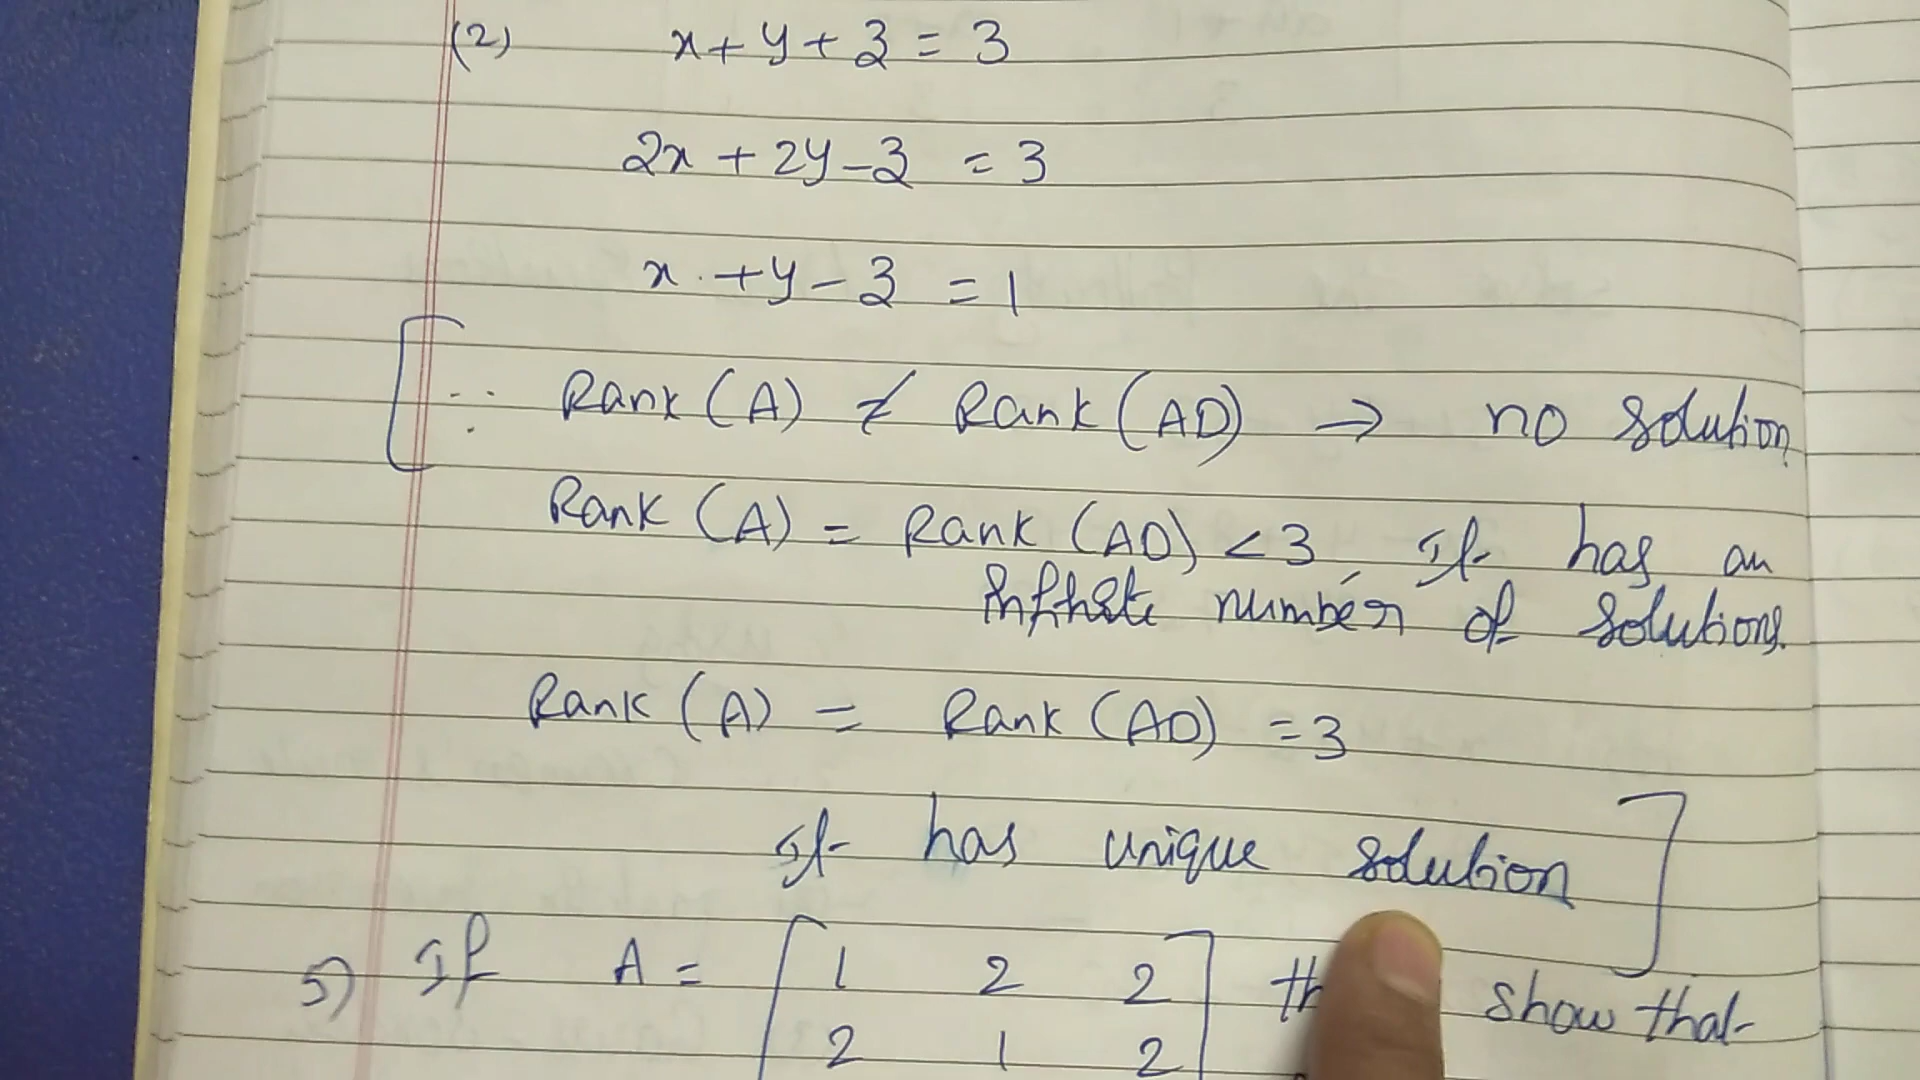 (2) x + y + z = 3
2x + 2y - z = 3
x + y - z = 1
[∵ Rank (A) ≠ Rank (AD) ⇒ no solution
Rank (A) = Rank (AD) < 3, It has an
infinite number of solutions.
Rank (A) = Rank (AD) = 3
It has unique solution]
5) If A = [ 1 2 2 ] show that
2 1 2